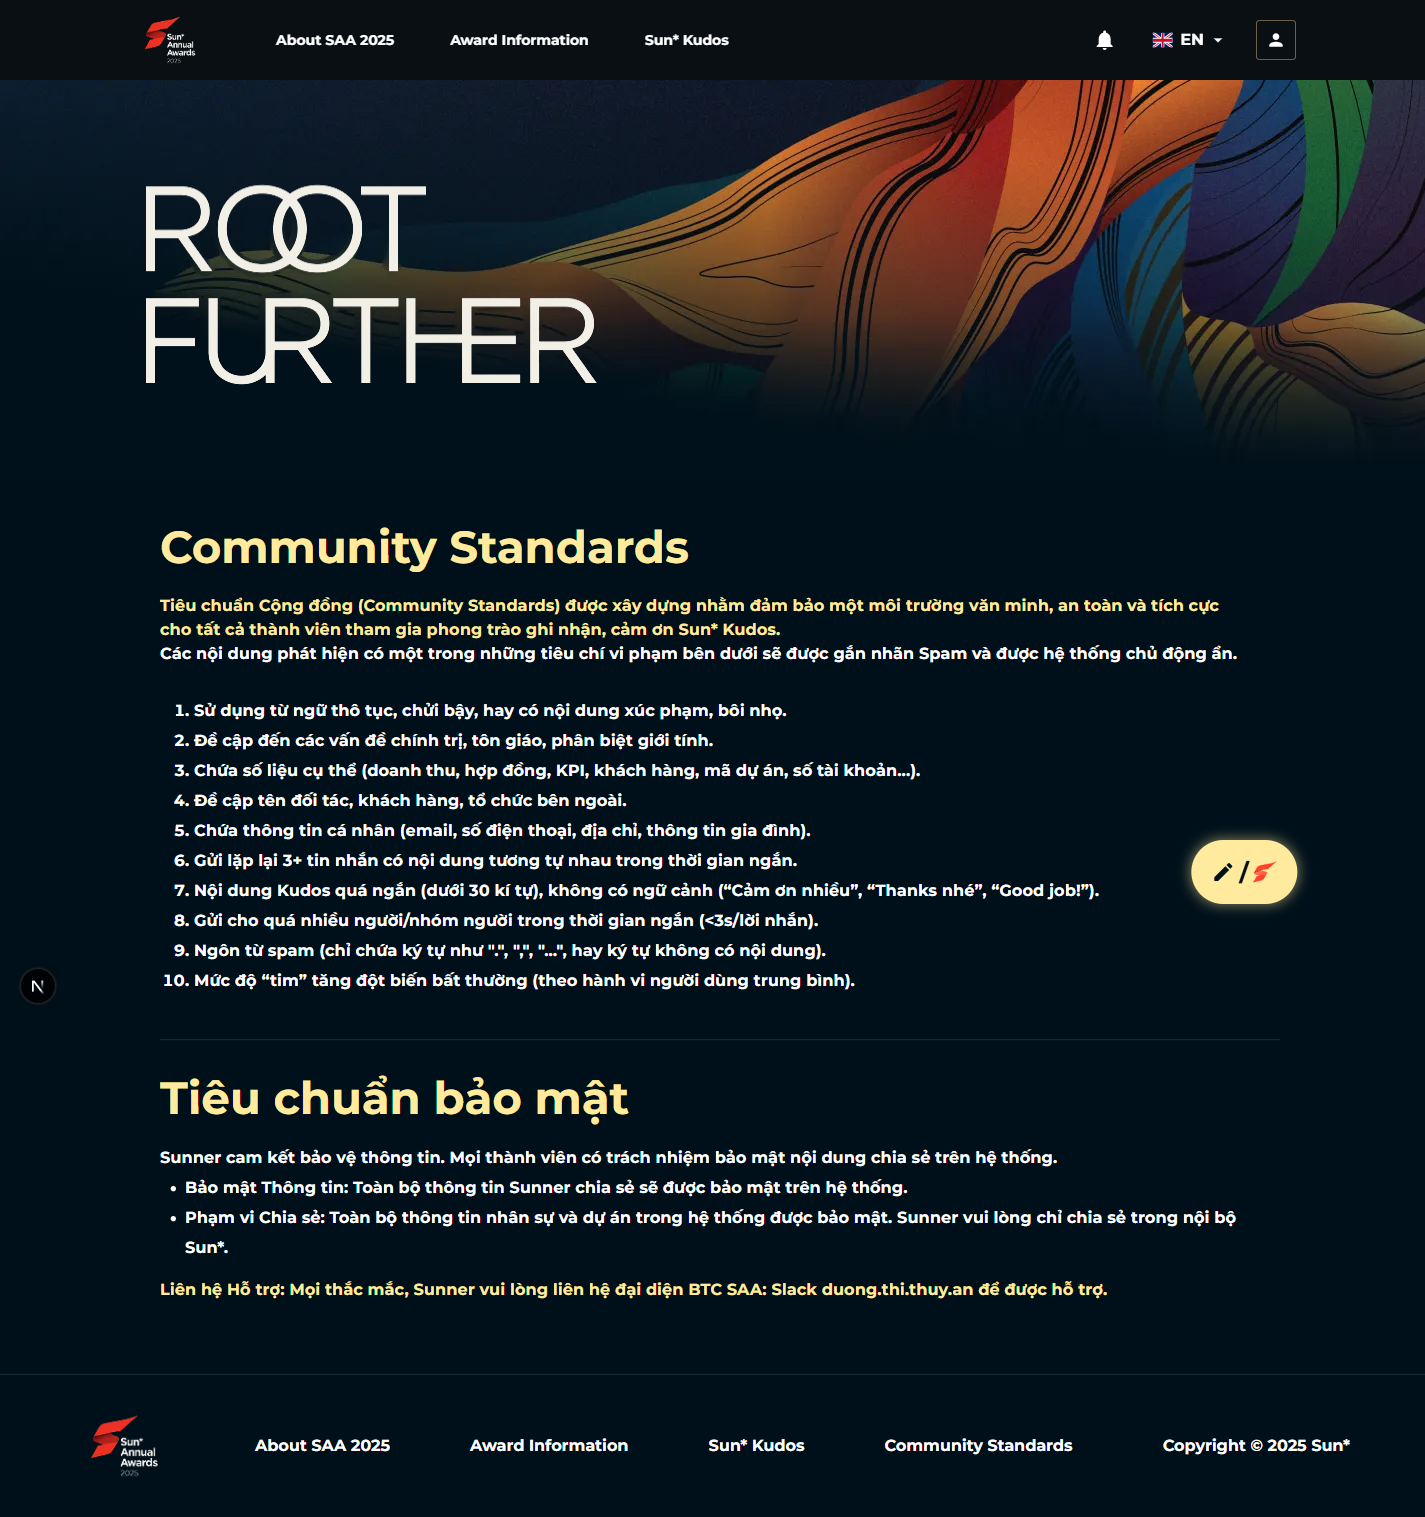 Sun*
Annual
Awards
2025
About SAA 2025
Award Information
Sun* Kudos
EN
ROOT
FURTHER
Community Standards
Tiêu chuẩn Cộng đồng (Community Standards) được xây dựng nhằm đảm bảo một môi trường văn minh, an toàn và tích cực
cho tất cả thành viên tham gia phong trào ghi nhận, cảm ơn Sun* Kudos.
Các nội dung phát hiện có một trong những tiêu chí vi phạm bên dưới sẽ được gắn nhãn Spam và được hệ thống chủ động ẩn.
1. Sử dụng từ ngữ thô tục, chửi bậy, hay có nội dung xúc phạm, bôi nhọ.
2. Đề cập đến các vấn đề chính trị, tôn giáo, phân biệt giới tính.
3. Chứa số liệu cụ thể (doanh thu, hợp đồng, KPI, khách hàng, mã dự án, số tài khoản...).
4. Đề cập tên đối tác, khách hàng, tổ chức bên ngoài.
5. Chứa thông tin cá nhân (email, số điện thoại, địa chỉ, thông tin gia đình).
6. Gửi lặp lại 3+ tin nhắn có nội dung tương tự nhau trong thời gian ngắn.
7. Nội dung Kudos quá ngắn (dưới 30 kí tự), không có ngữ cảnh (“Cảm ơn nhiều”, “Thanks nhé”, “Good job!”).
8. Gửi cho quá nhiều người/nhóm người trong thời gian ngắn (<3s/lời nhắn).
9. Ngôn từ spam (chỉ chứa ký tự như ".", ",", "...", hay ký tự không có nội dung).
10. Mức độ “tim” tăng đột biến bất thường (theo hành vi người dùng trung bình).
/
N
Tiêu chuẩn bảo mật
Sunner cam kết bảo vệ thông tin. Mọi thành viên có trách nhiệm bảo mật nội dung chia sẻ trên hệ thống.
• Bảo mật Thông tin: Toàn bộ thông tin Sunner chia sẻ sẽ được bảo mật trên hệ thống.
• Phạm vi Chia sẻ: Toàn bộ thông tin nhân sự và dự án trong hệ thống được bảo mật. Sunner vui lòng chỉ chia sẻ trong nội bộ
Sun*.
Liên hệ Hỗ trợ: Mọi thắc mắc, Sunner vui lòng liên hệ đại diện BTC SAA: Slack duong.thi.thuy.an để được hỗ trợ.
Sun*
Annual
Awards
2025
About SAA 2025
Award Information
Sun* Kudos
Community Standards
Copyright © 2025 Sun*